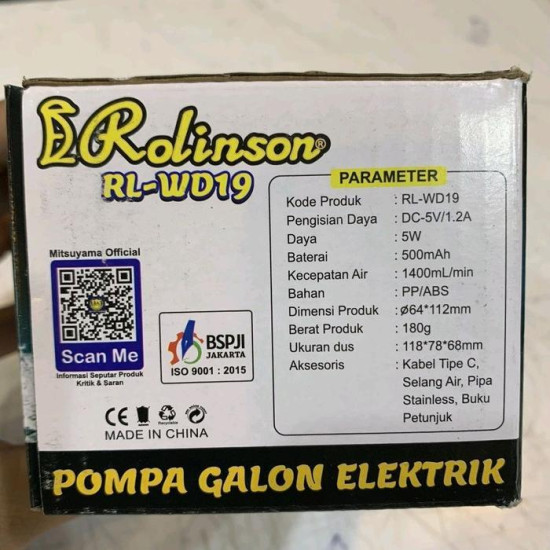 Rolinson®
RL-WD19
Mitsuyama Official
Scan Me
Informasi Seputar Produk
Kritik & Saran
BSPJI
JAKARTA
ISO 9001 : 2015
CE
Recyclable
MADE IN CHINA
PARAMETER
Kode Produk : RL-WD19
Pengisian Daya : DC-5V/1.2A
Daya : 5W
Baterai : 500mAh
Kecepatan Air : 1400mL/min
Bahan : PP/ABS
Dimensi Produk : ø64*112mm
Berat Produk : 180g
Ukuran dus : 118*78*68mm
Aksesoris : Kabel Tipe C,
Selang Air, Pipa
Stainless, Buku
Petunjuk
POMPA GALON ELEKTRIK